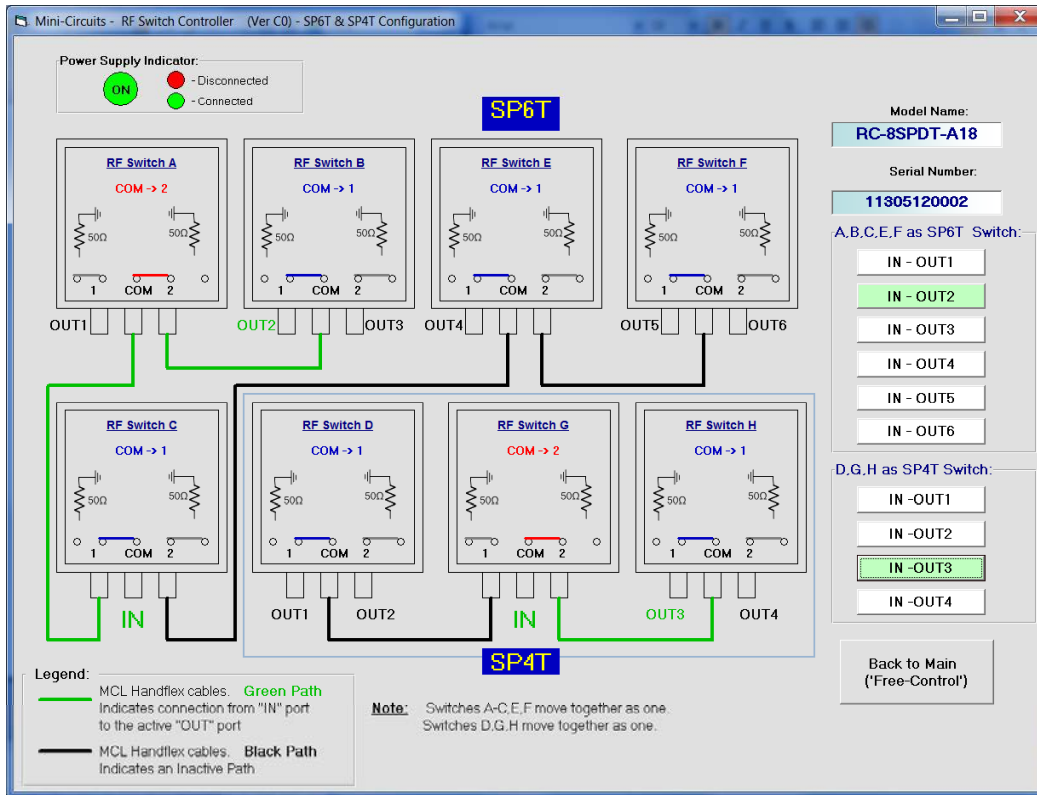 Mini-Circuits - RF Switch Controller (Ver C0) - SP6T & SP4T Configuration
Power Supply Indicator:
ON
- Disconnected
- Connected
SP6T
Model Name:
RC-8SPDT-A18
Serial Number:
11305120002
RF Switch A
COM -> 2
50Ω 50Ω
1 COM 2
RF Switch B
COM -> 1
50Ω 50Ω
1 COM 2
RF Switch E
COM -> 1
50Ω 50Ω
1 COM 2
RF Switch F
COM -> 1
50Ω 50Ω
1 COM 2
OUT1 OUT2 OUT3 OUT4 OUT5 OUT6
A,B,C,E,F as SP6T Switch:
IN - OUT1
IN - OUT2
IN - OUT3
IN - OUT4
IN - OUT5
IN - OUT6
RF Switch C
COM -> 1
50Ω 50Ω
1 COM 2
IN
RF Switch D
COM -> 1
50Ω 50Ω
1 COM 2
OUT1 OUT2
RF Switch G
COM -> 2
50Ω 50Ω
1 COM 2
IN
RF Switch H
COM -> 1
50Ω 50Ω
1 COM 2
OUT3 OUT4
SP4T
D,G,H as SP4T Switch:
IN -OUT1
IN -OUT2
IN -OUT3
IN -OUT4
Back to Main
('Free-Control')
Legend:
MCL Handflex cables. Green Path
Indicates connection from "IN" port
to the active "OUT" port
MCL Handflex cables. Black Path
Indicates an Inactive Path
Note: Switches A-C,E,F move together as one.
Switches D,G,H move together as one.